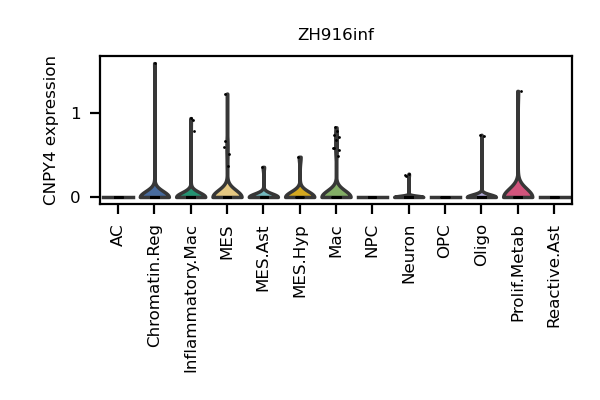 ZH916inf
CNPY4 expression
1
0
AC
Chromatin.Reg
Inflammatory.Mac
MES
MES.Ast
MES.Hyp
Mac
NPC
Neuron
OPC
Oligo
Prolif.Metab
Reactive.Ast